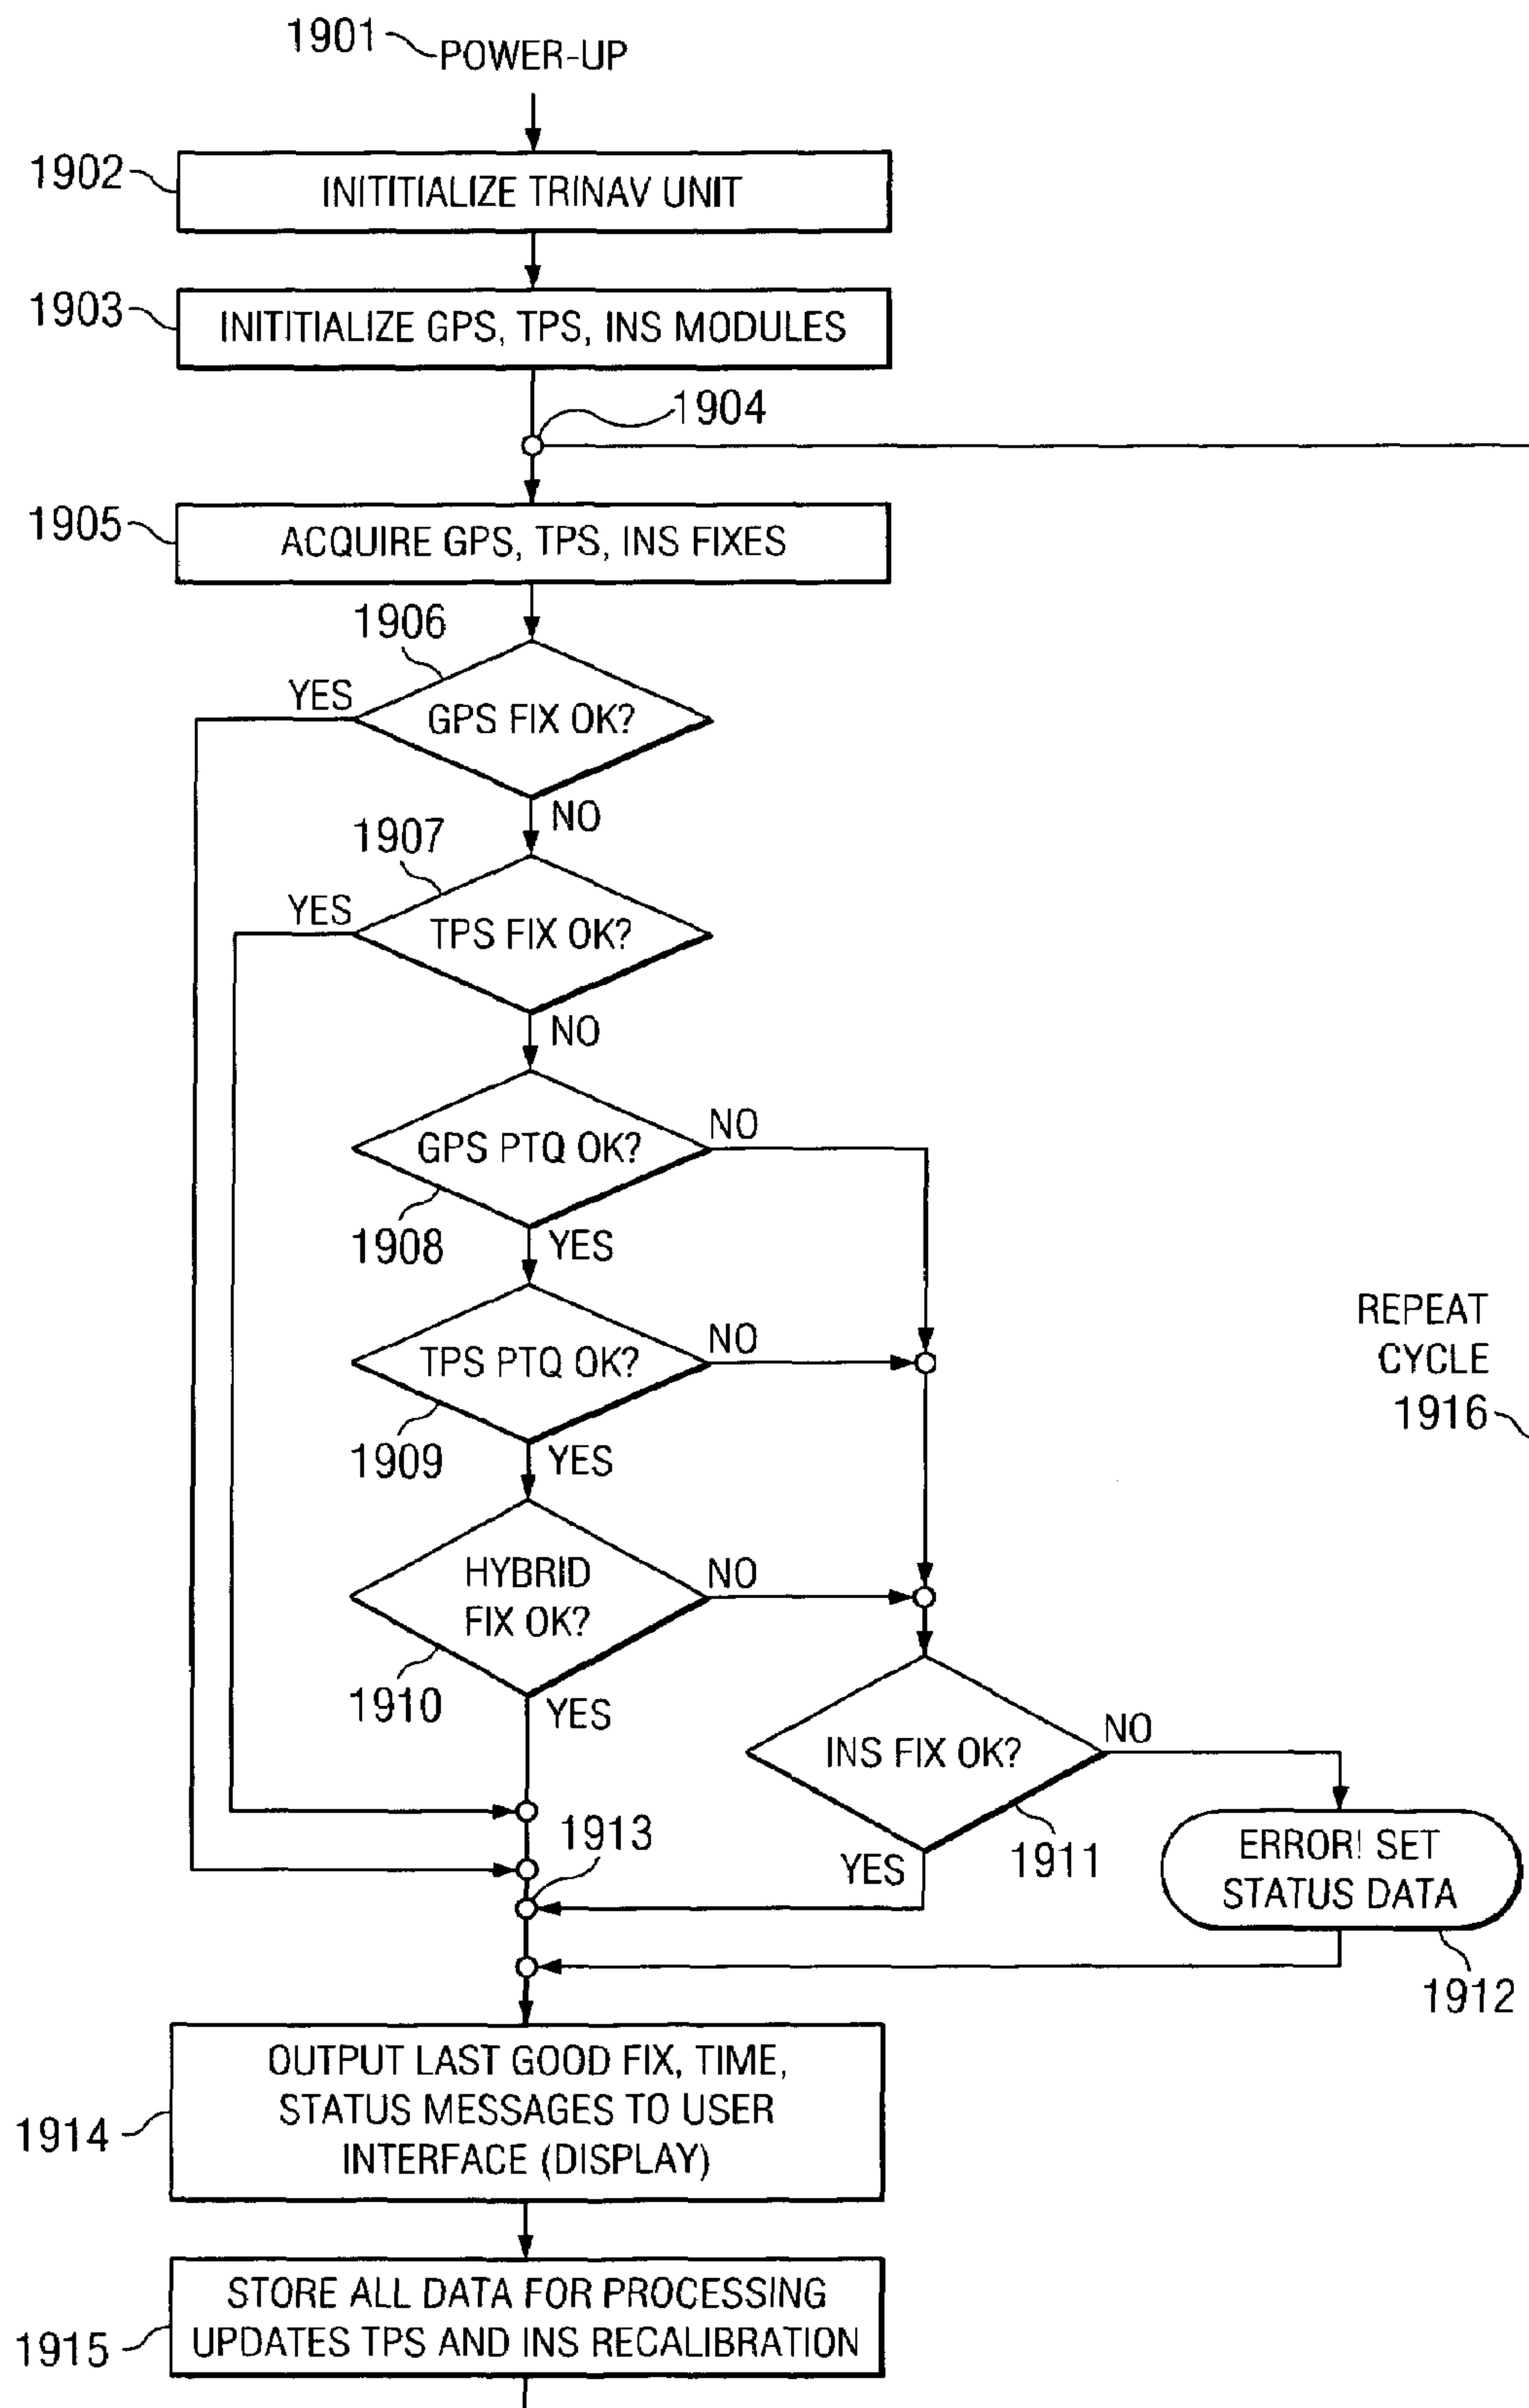 1901
POWER-UP
1902
INITITIALIZE TRINAV UNIT
1903
INITITIALIZE GPS, TPS, INS MODULES
1904
1905
ACQUIRE GPS, TPS, INS FIXES
1906
YES
GPS FIX OK?
NO
1907
YES
TPS FIX OK?
NO
GPS PTQ OK?
NO
1908
YES
REPEAT
CYCLE
1916
TPS PTQ OK?
NO
1909
YES
HYBRID
FIX OK?
NO
1910
YES
INS FIX OK?
NO
1911
YES
1913
ERROR! SET
STATUS DATA
1912
OUTPUT LAST GOOD FIX, TIME,
STATUS MESSAGES TO USER
INTERFACE (DISPLAY)
1914
STORE ALL DATA FOR PROCESSING
UPDATES TPS AND INS RECALIBRATION
1915